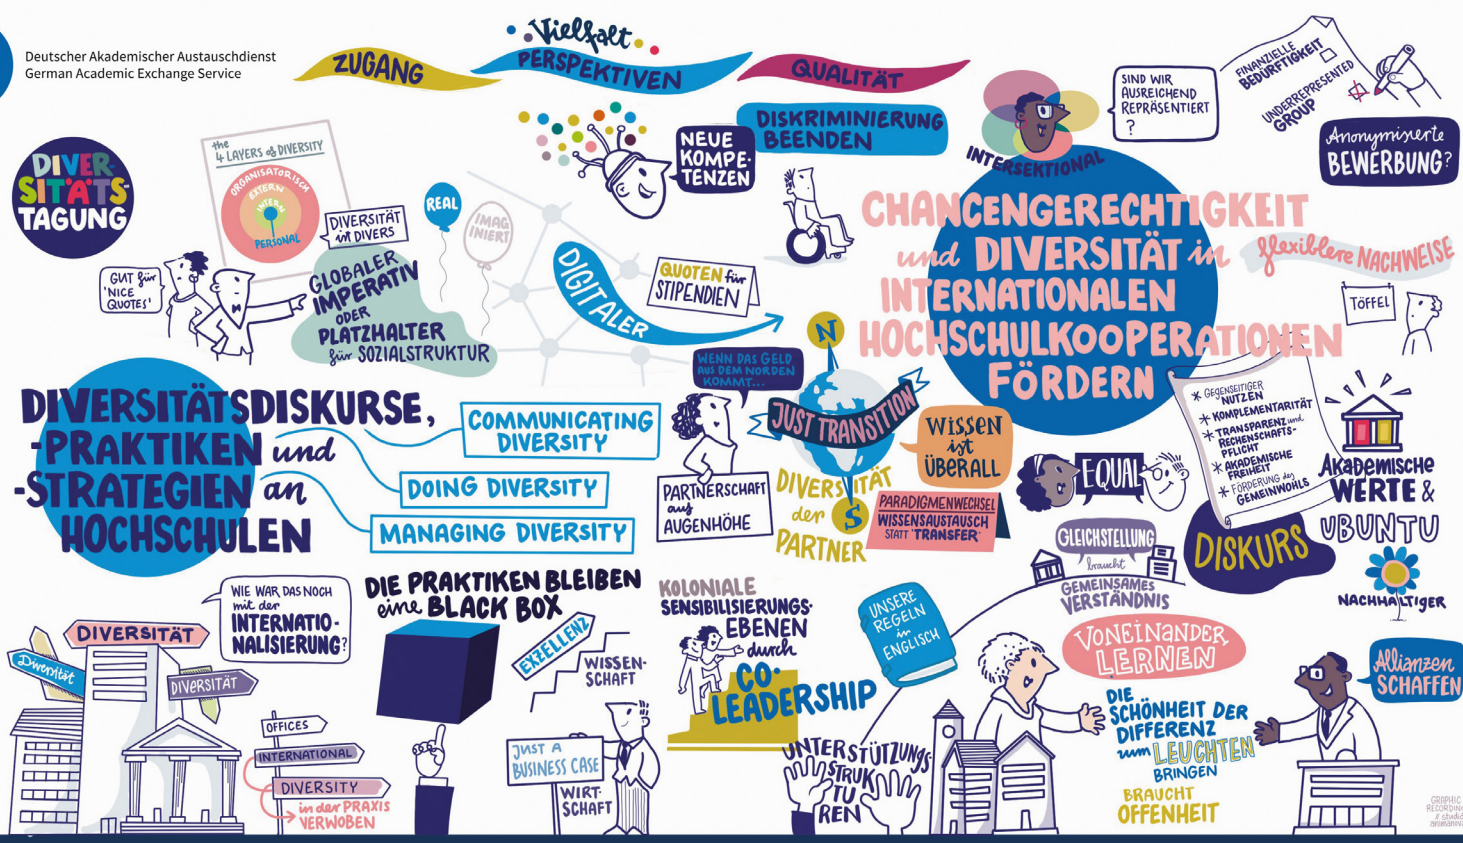 Deutscher Akademischer Austauschdienst
German Academic Exchange Service
ZUGANG
Vielfalt
PERSPEKTIVEN
QUALITÄT
DIVER-
SITÄTS-
TAGUNG
the
4 LAYERS of DIVERSITY
ORGANISATORISCH
EXTERN
INTERN
PERSONAL
DIVERSITÄT
ist DIVERS
GUT für
'NICE
QUOTES'
GLOBALER
IMPERATIV
ODER
PLATZHALTER
für SOZIALSTRUKTUR
REAL
IMAG
INIERT
NEUE
KOMPE-
TENZEN
DISKRIMINIERUNG
BEENDEN
DIGITALER
QUOTEN für
STIPENDIEN
INTERSEKTIONAL
SIND WIR
AUSREICHEND
REPRÄSENTIERT
?
FINANZIELLE
BEDÜRFTIGKEIT
UNDERREPRESENTED
GROUP
Anonymisierte
BEWERBUNG?
CHANCENGERECHTIGKEIT
und DIVERSITÄT in
INTERNATIONALEN
HOCHSCHULKOOPERATIONEN
FÖRDERN
flexiblere NACHWEISE
TÖFFEL
DIVERSITÄTSDISKURSE,
-PRAKTIKEN und
-STRATEGIEN an
HOCHSCHULEN
COMMUNICATING
DIVERSITY
DOING DIVERSITY
MANAGING DIVERSITY
WENN DAS GELD
AUS DEM NORDEN
KOMMT...
PARTNERSCHAFT
auf
AUGENHÖHE
N
JUST TRANSITION
S
DIVERSITÄT
der
PARTNER
WISSEN
ist
ÜBERALL
PARADIGMENWECHSEL
WISSENSAUSTAUSCH
STATT 'TRANSFER'
EQUAL
* GEGENSEITIGER
NUTZEN
* KOMPLEMENTARITÄT
* TRANSPARENZ und
RECHENSCHAFTS-
PFLICHT
* AKADEMISCHE
FREIHEIT
* FÖRDERUNG des
GEMEINWOHLS
DISKURS
AKademische
WERTE &
UBUNTU
NACHHALTIGER
GLEICHSTELLUNG
braucht
GEMEINSAMES
VERSTÄNDNIS
WIE WAR DAS NOCH
mit der
INTERNATIO-
NALISIERUNG?
DIVERSITÄT
Diversität
DIVERSITÄT
OFFICES
INTERNATIONAL
DIVERSITY
in der PRAXIS
VERWOBEN
DIE PRAKTIKEN BLEIBEN
eine BLACK BOX
EXZELLENZ
WISSEN-
SCHAFT
JUST A
BUSINESS CASE
WIRT-
SCHAFT
KOLONIALE
SENSIBILISIERUNGS-
EBENEN
durch
CO-
LEADERSHIP
UNSERE
REGELN
in
ENGLISCH
UNTERSTÜTZUNGS
STRUK
TU
REN
VONEINANDER
LERNEN
DIE
SCHÖNHEIT DER
DIFFERENZ
zum LEUCHTEN
BRINGEN
BRAUCHT
OFFENHEIT
Allianzen
SCHAFFEN
GRAPHIC
RECORDING
// studio
animanova